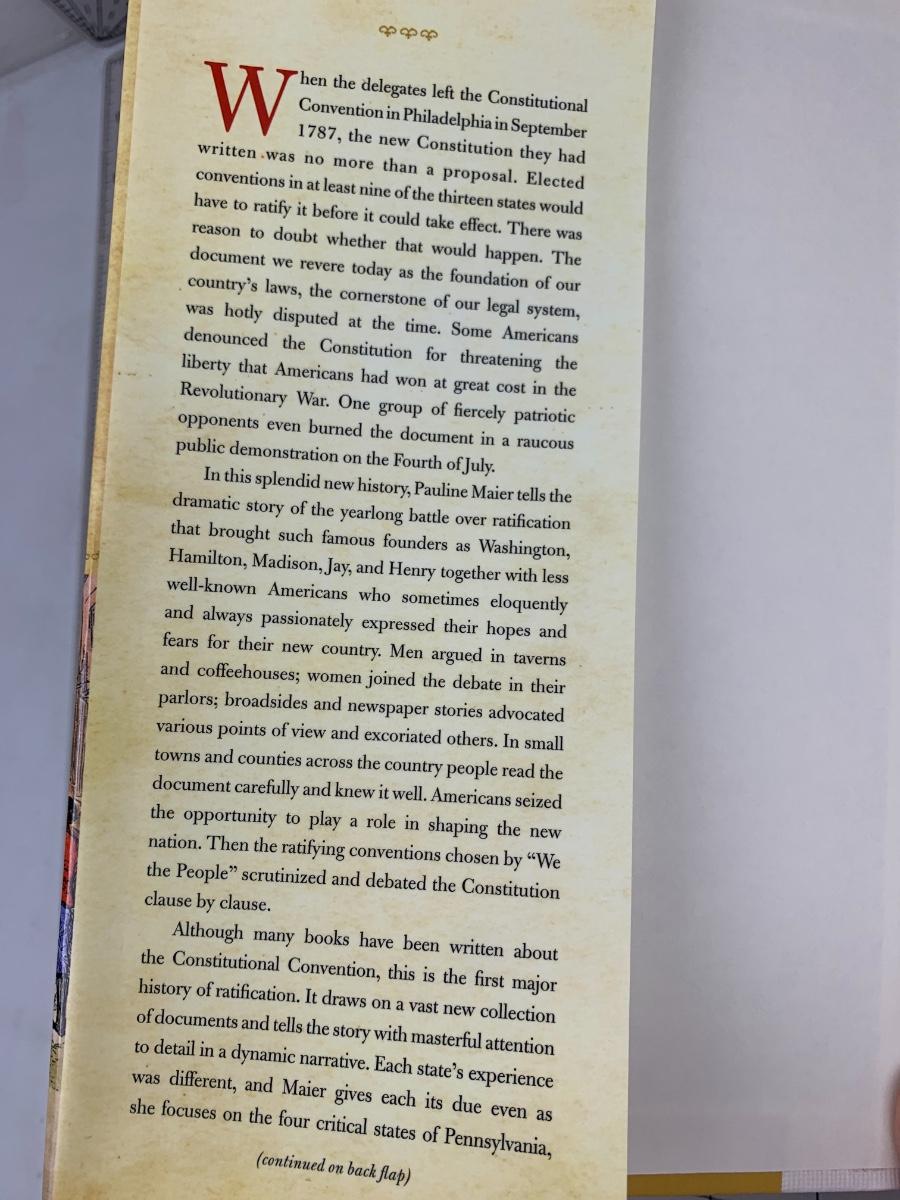 When the delegates left the Constitutional
Convention in Philadelphia in September
1787, the new Constitution they had
written was no more than a proposal. Elected
conventions in at least nine of the thirteen states would
have to ratify it before it could take effect. There was
reason to doubt whether that would happen. The
document we revere today as the foundation of our
country’s laws, the cornerstone of our legal system,
was hotly disputed at the time. Some Americans
denounced the Constitution for threatening the
liberty that Americans had won at great cost in the
Revolutionary War. One group of fiercely patriotic
opponents even burned the document in a raucous
public demonstration on the Fourth of July.
In this splendid new history, Pauline Maier tells the
dramatic story of the yearlong battle over ratification
that brought such famous founders as Washington,
Hamilton, Madison, Jay, and Henry together with less
well-known Americans who sometimes eloquently
and always passionately expressed their hopes and
fears for their new country. Men argued in taverns
and coffeehouses; women joined the debate in their
parlors; broadsides and newspaper stories advocated
various points of view and excoriated others. In small
towns and counties across the country people read the
document carefully and knew it well. Americans seized
the opportunity to play a role in shaping the new
nation. Then the ratifying conventions chosen by “We
the People” scrutinized and debated the Constitution
clause by clause.
Although many books have been written about
the Constitutional Convention, this is the first major
history of ratification. It draws on a vast new collection
of documents and tells the story with masterful attention
to detail in a dynamic narrative. Each state’s experience
was different, and Maier gives each its due even as
she focuses on the four critical states of Pennsylvania,
(continued on back flap)